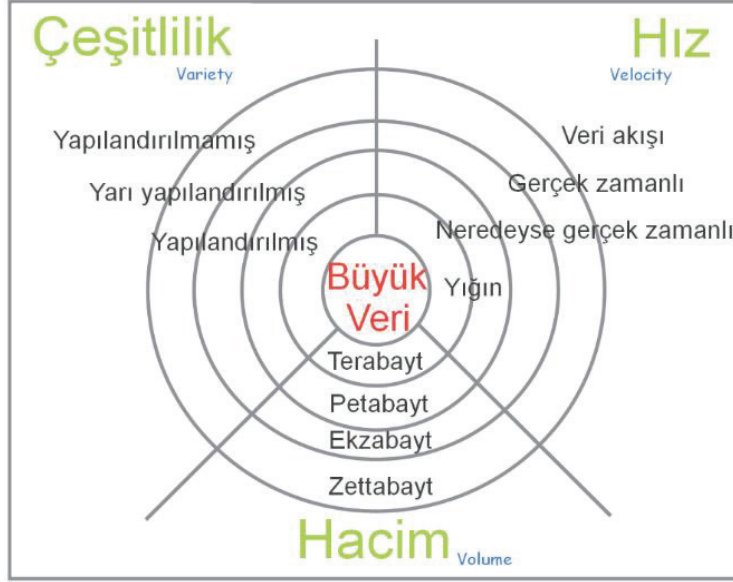 Çeşitlilik
Variety
Hız
Velocity
Yapılandırılmamış
Yarı yapılandırılmış
Yapılandırılmış
Veri akışı
Gerçek zamanlı
Neredeyse gerçek zamanlı
Yığın
Büyük
Veri
Terabayt
Petabayt
Ekzabayt
Zettabayt
Hacim
Volume